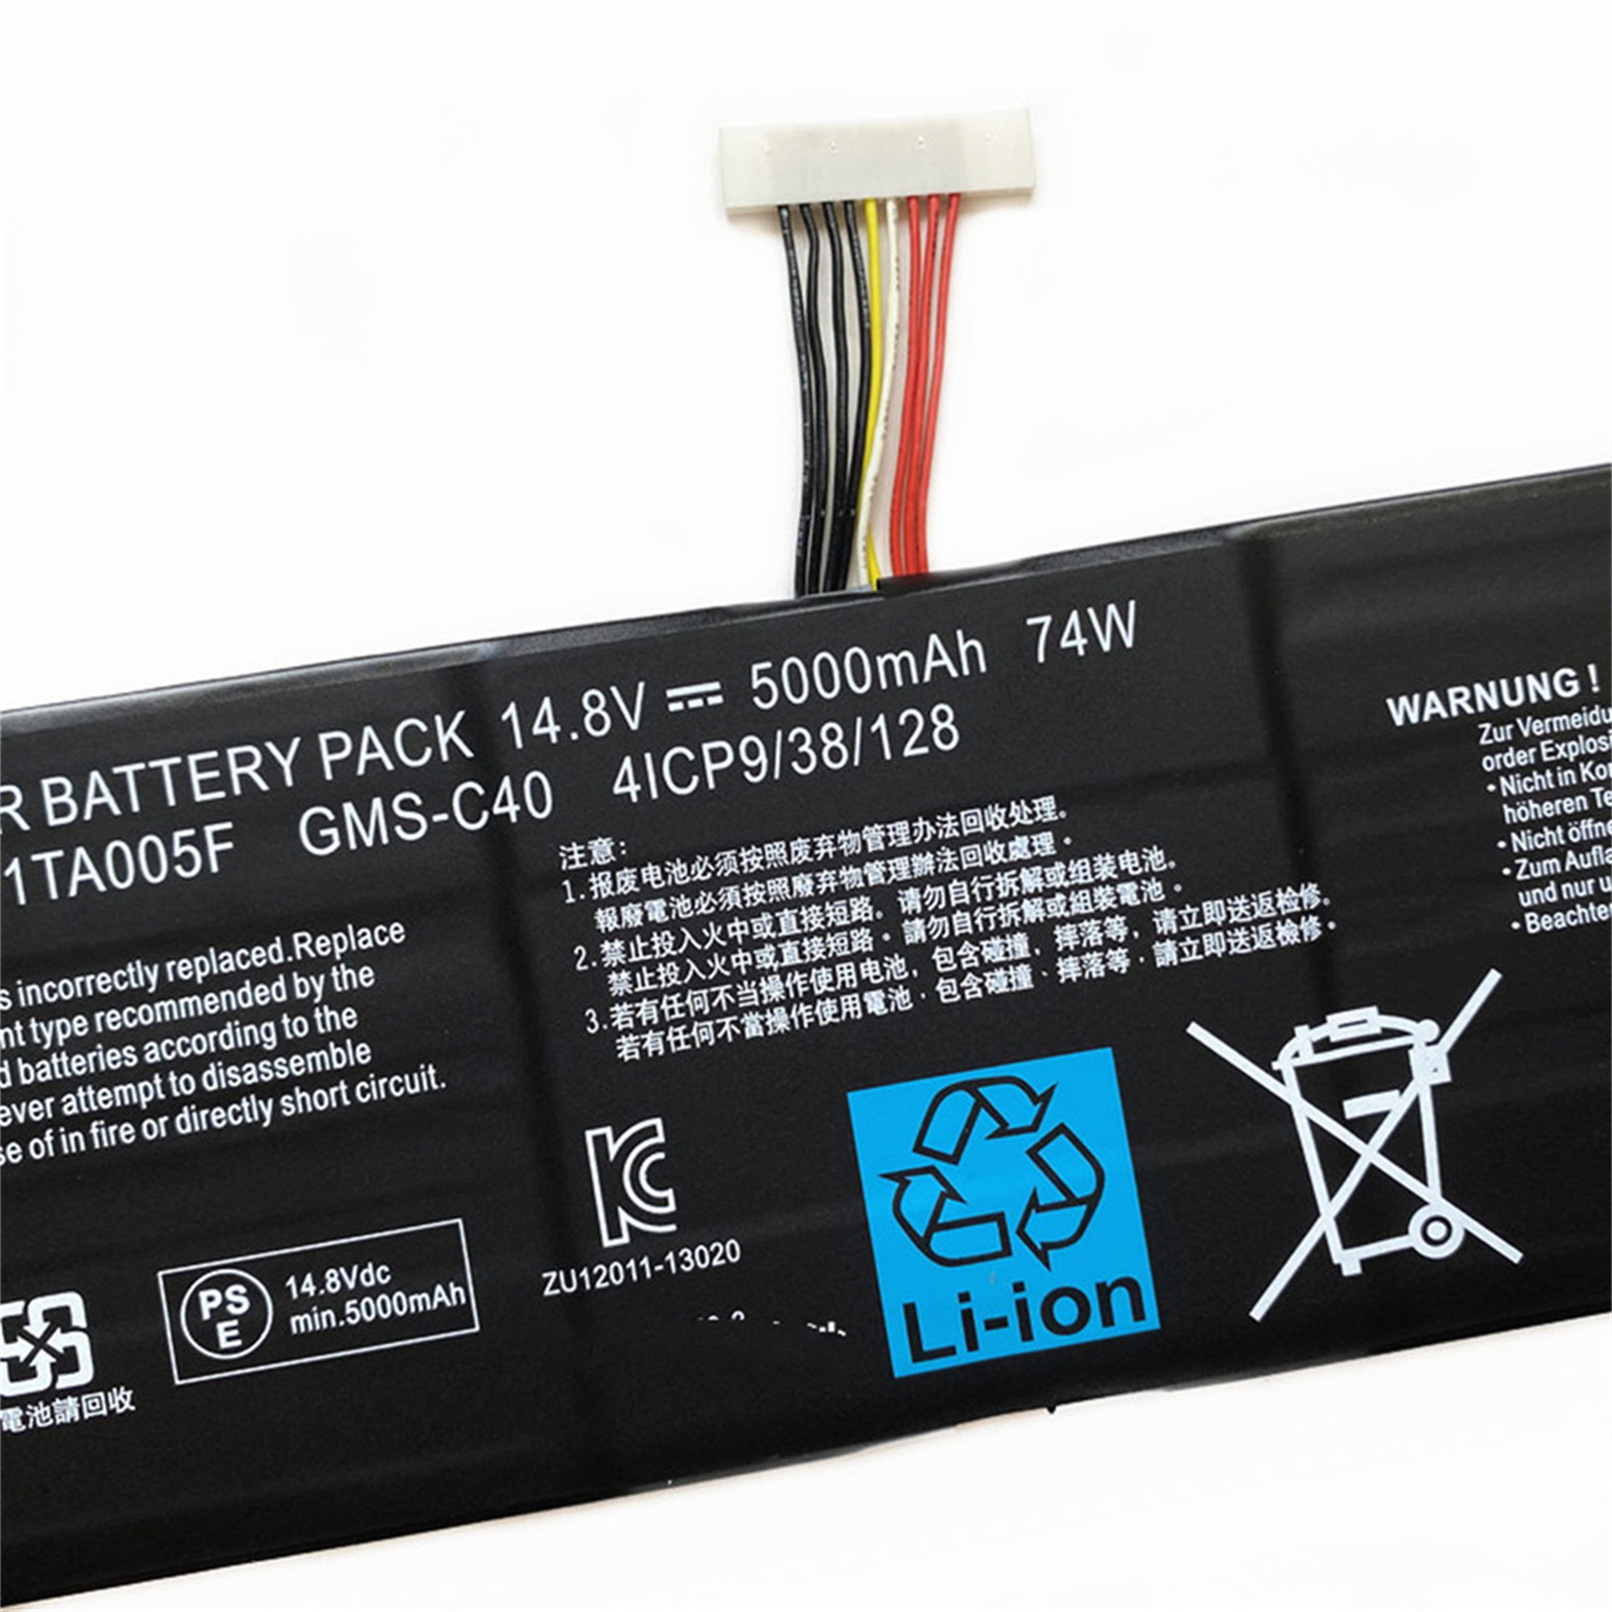 R BATTERY PACK 14.8V ⎓ 5000mAh 74W
1TA005F GMS-C40 4ICP9/38/128
s incorrectly replaced.Replace
nt type recommended by the
d batteries according to the
ever attempt to disassemble
se of in fire or directly short circuit.
注意:
1.报废电池必须按照废弃物管理办法回收处理。
報廢電池必須按照廢弃物管理辦法回收處理。
2.禁止投入火中或直接短路。请勿自行拆解或组装电池。
禁止投入火中或直接短路。請勿自行拆解或組裝電池。
3.若有任何不当操作使用电池，包含碰撞，摔落等，请立即送返检修。
若有任何不當操作使用電池，包含碰撞、摔落等，請立即送返檢修。
WARNUNG !
Zur Vermeidu
order Explosi
•Nicht in Kor
höheren Te
•Nicht öffne
•Zum Aufla
und nur u
•Beachter
ZU12011-13020
PS
E
14.8Vdc
min.5000mAh
電池請回收
Li-ion